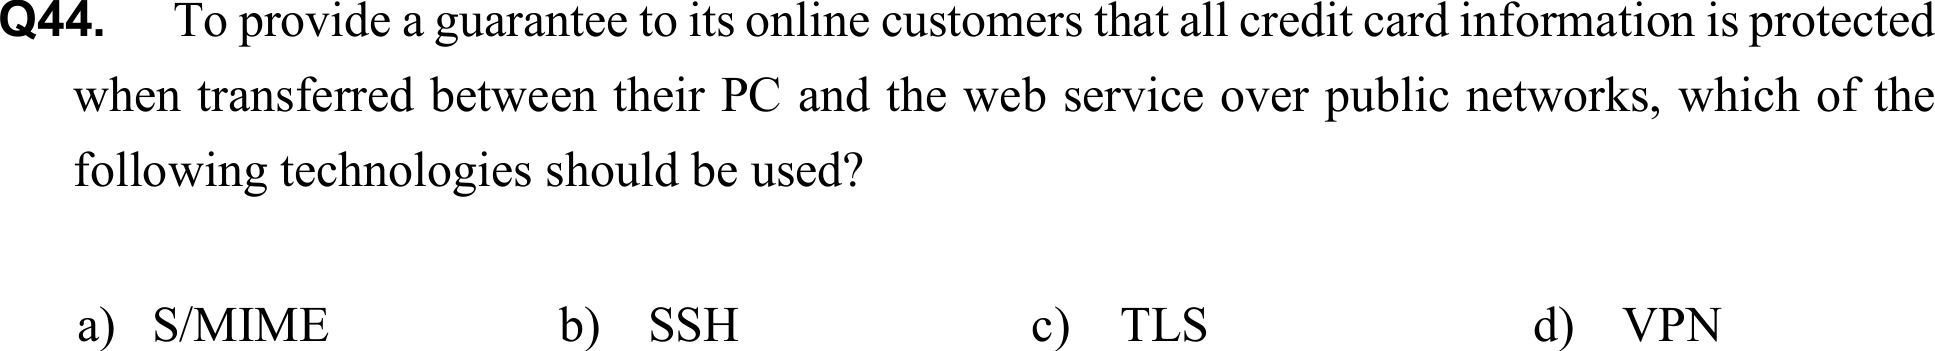 Q44. To provide a guarantee to its online customers that all credit card information is protected
when transferred between their PC and the web service over public networks, which of the
following technologies should be used?
a) S/MIME b) SSH c) TLS d) VPN